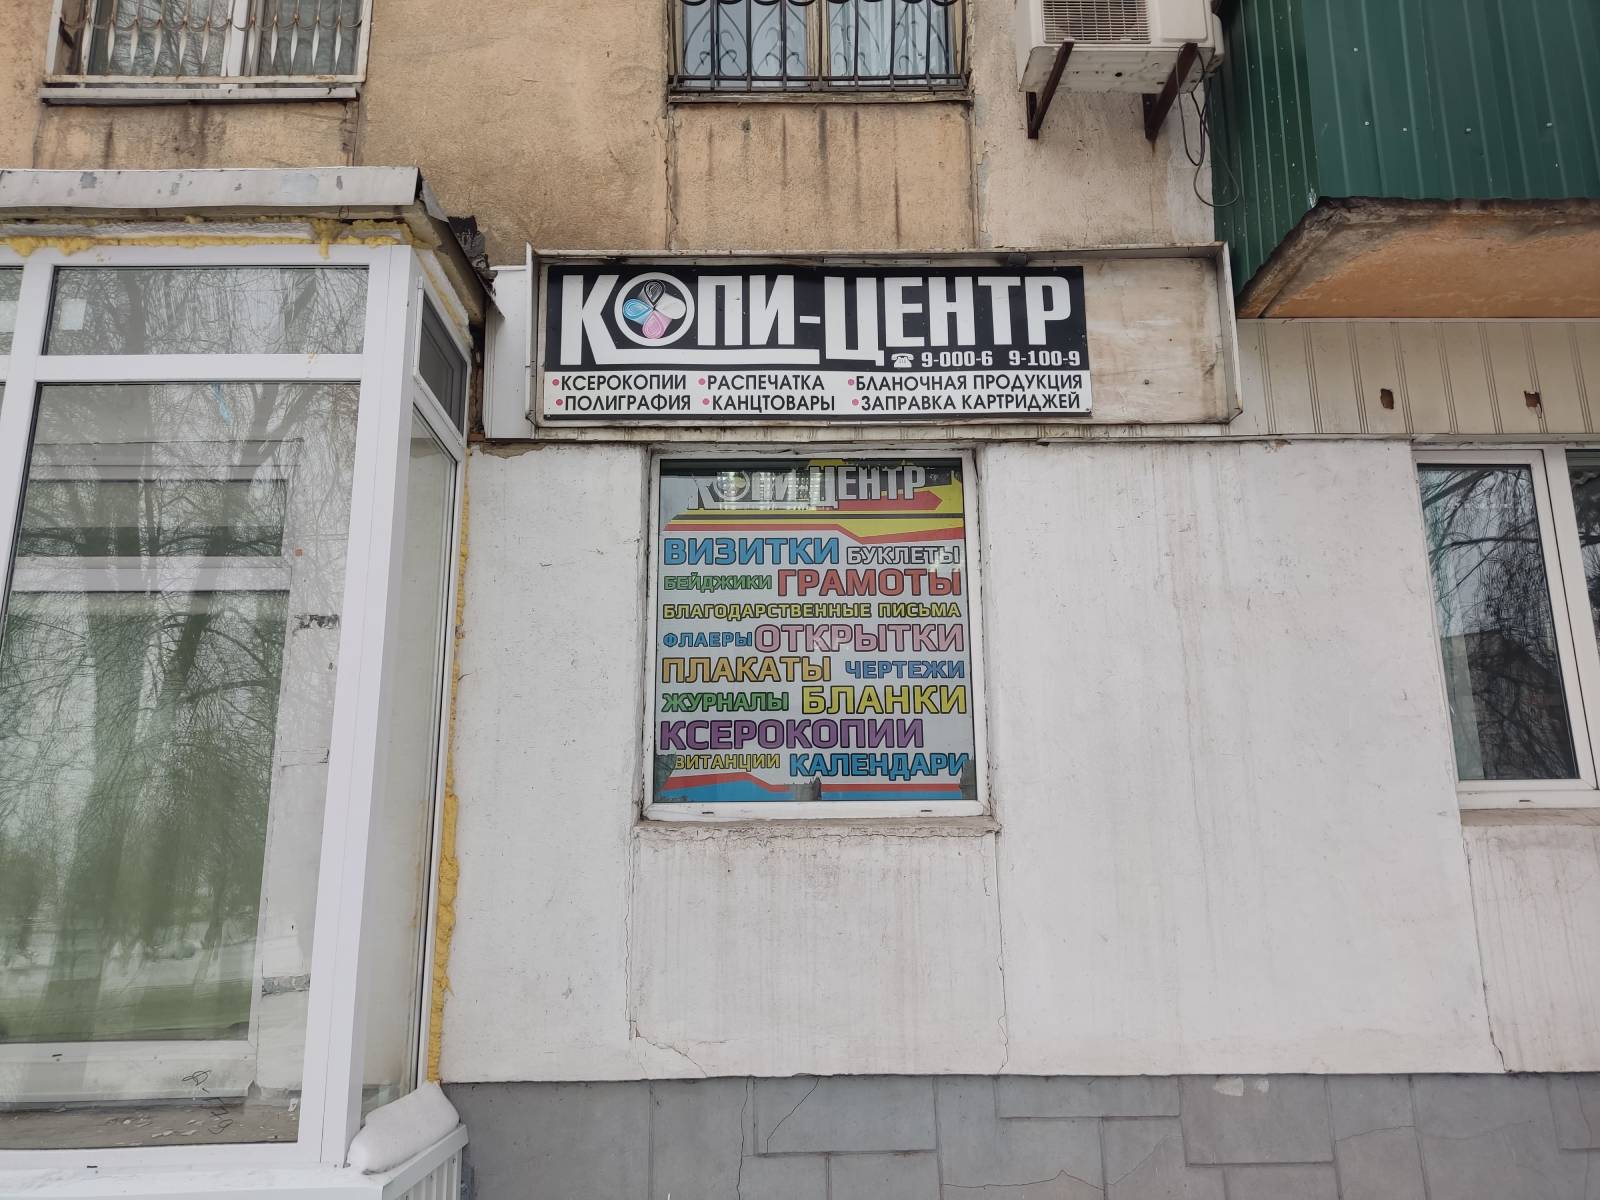 КОПИ-ЦЕНТР
9-000-6 9-100-9
•КСЕРОКОПИИ •РАСПЕЧАТКА •БЛАНОЧНАЯ ПРОДУКЦИЯ
•ПОЛИГРАФИЯ •КАНЦТОВАРЫ •ЗАПРАВКА КАРТРИДЖЕЙ
КОПИ-ЦЕНТР
ВИЗИТКИ БУКЛЕТЫ
БЕЙДЖИКИ ГРАМОТЫ
БЛАГОДАРСТВЕННЫЕ ПИСЬМА
ФЛАЕРЫ ОТКРЫТКИ
ПЛАКАТЫ ЧЕРТЕЖИ
ЖУРНАЛЫ БЛАНКИ
КСЕРОКОПИИ
ВИТАНЦИИ КАЛЕНДАРИ